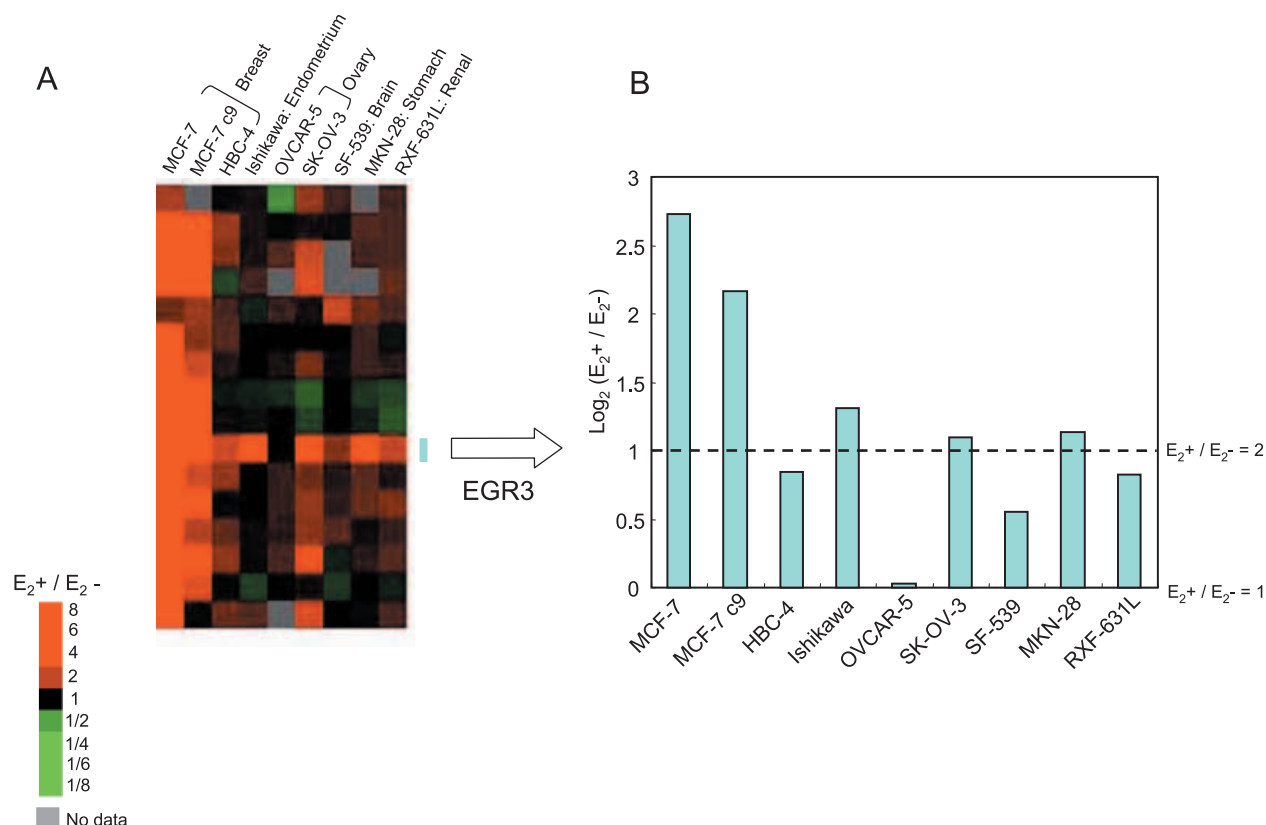 A
MCF-7
MCF-7 c9
HBC-4
Breast
Ishikawa: Endometrium
OVCAR-5
SK-OV-3
Ovary
SF-539: Brain
MKN-28: Stomach
RXF-631L: Renal
E₂+ / E₂ -
8
6
4
2
1
1/2
1/4
1/6
1/8
No data
EGR3
B
Log₂ (E₂+ / E₂-)
3
2.5
2
1.5
1
0.5
0
E₂+ / E₂- = 2
E₂+ / E₂- = 1
MCF-7
MCF-7 c9
HBC-4
Ishikawa
OVCAR-5
SK-OV-3
SF-539
MKN-28
RXF-631L